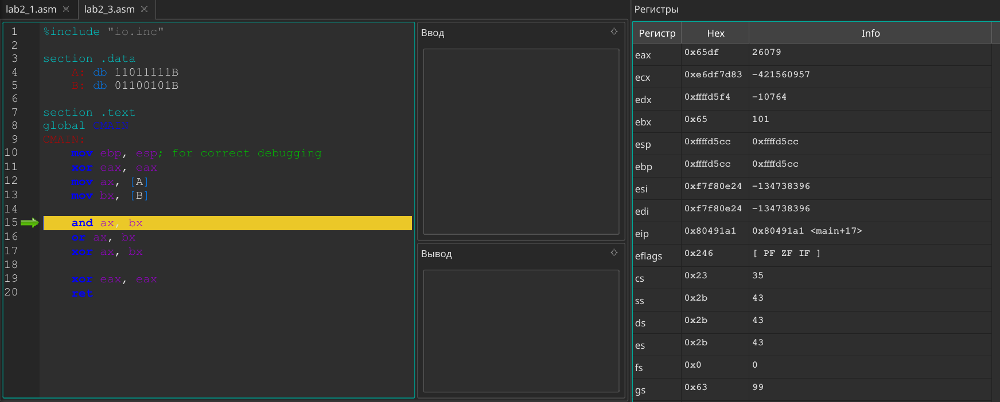 lab2_1.asm × lab2_3.asm ×
1 %include "io.inc"
2
3 section .data
4 A: db 11011111B
5 B: db 01100101B
6
7 section .text
8 global CMAIN
9 CMAIN:
10 mov ebp, esp; for correct debugging
11 xor eax, eax
12 mov ax, [A]
13 mov bx, [B]
14
15 and ax, bx
16 or ax, bx
17 xor ax, bx
18
19 xor eax, eax
20 ret
Ввод
Вывод
Регистры
Регистр Hex Info
eax 0x65df 26079
ecx 0xe6df7d83 -421560957
edx 0xffffd5f4 -10764
ebx 0x65 101
esp 0xffffd5cc 0xffffd5cc
ebp 0xffffd5cc 0xffffd5cc
esi 0xf7f80e24 -134738396
edi 0xf7f80e24 -134738396
eip 0x80491a1 0x80491a1 <main+17>
eflags 0x246 [ PF ZF IF ]
cs 0x23 35
ss 0x2b 43
ds 0x2b 43
es 0x2b 43
fs 0x0 0
gs 0x63 99